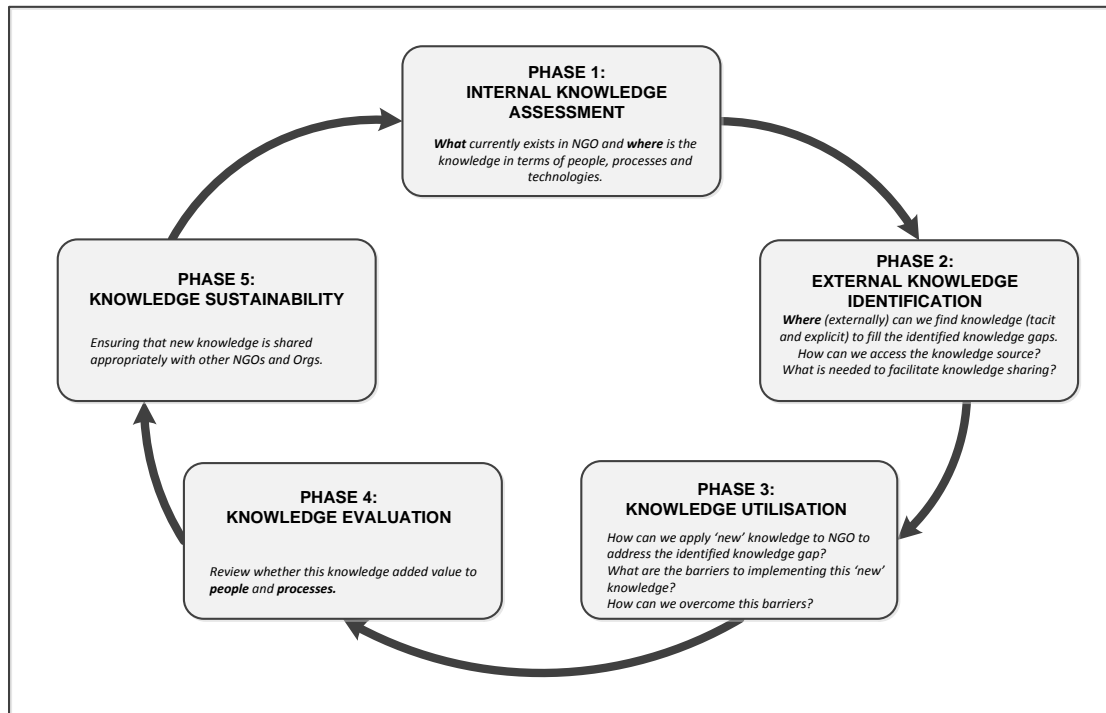 PHASE 1:
INTERNAL KNOWLEDGE
ASSESSMENT
What currently exists in NGO and where is the
knowledge in terms of people, processes and
technologies.
PHASE 2:
EXTERNAL KNOWLEDGE
IDENTIFICATION
Where (externally) can we find knowledge (tacit
and explicit) to fill the identified knowledge gaps.
How can we access the knowledge source?
What is needed to facilitate knowledge sharing?
PHASE 3:
KNOWLEDGE UTILISATION
How can we apply ‘new’ knowledge to NGO to
address the identified knowledge gap?
What are the barriers to implementing this ‘new’
knowledge?
How can we overcome this barriers?
PHASE 4:
KNOWLEDGE EVALUATION
Review whether this knowledge added value to
people and processes.
PHASE 5:
KNOWLEDGE SUSTAINABILITY
Ensuring that new knowledge is shared
appropriately with other NGOs and Orgs.